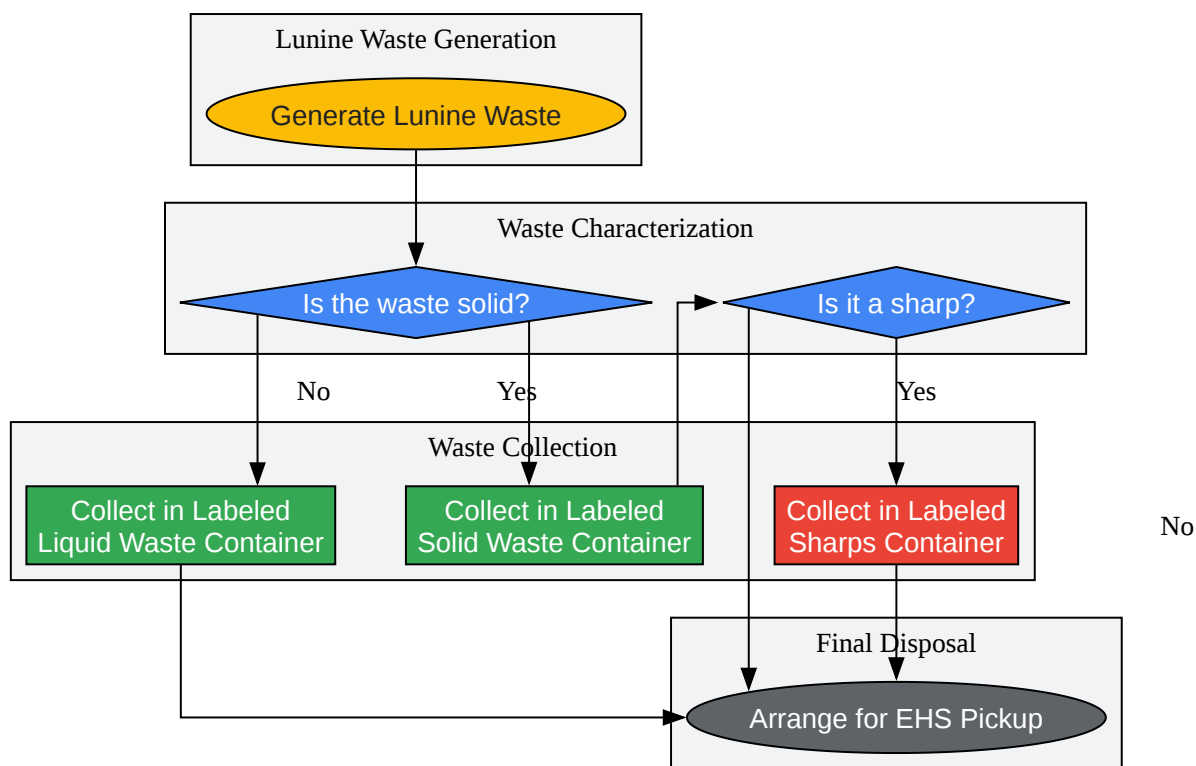 Lunine Waste Generation
Generate Lunine Waste
Waste Characterization
Is the waste solid?
Is it a sharp?
No
Yes
Yes
Waste Collection
Collect in Labeled
Liquid Waste Container
Collect in Labeled
Solid Waste Container
Collect in Labeled
Sharps Container
No
Final Disposal
Arrange for EHS Pickup